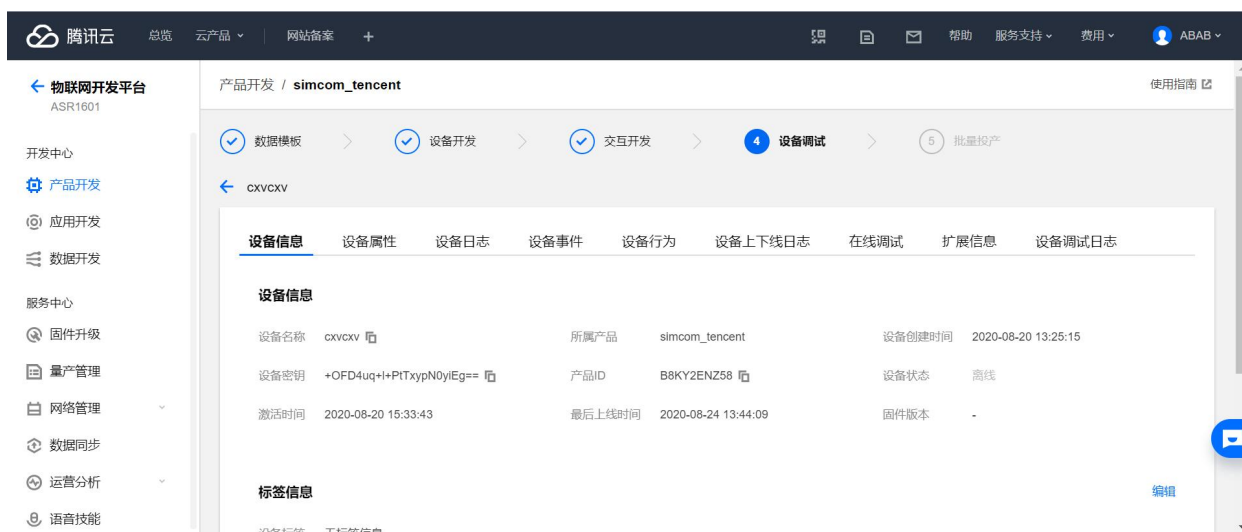 腾讯云 总览 云产品 网站备案 + 帮助 服务支持 费用 ABAB
物联网开发平台
ASR1601
开发中心
产品开发
应用开发
数据开发
服务中心
固件升级
量产管理
网络管理
数据同步
运营分析
语音技能
产品开发 / simcom_tencent 使用指南
数据模板 设备开发 交互开发 4 设备调试 5 批量投产
cxvcxv
设备信息 设备属性 设备日志 设备事件 设备行为 设备上下线日志 在线调试 扩展信息 设备调试日志
设备信息
设备名称 cxvcxv 所属产品 simcom_tencent 设备创建时间 2020-08-20 13:25:15
设备密钥 +OFD4uq+l+PtTxypN0yiEg== 产品ID B8KY2ENZ58 设备状态 离线
激活时间 2020-08-20 15:33:43 最后上线时间 2020-08-24 13:44:09 固件版本 -
标签信息 编辑
设备标签 无标签信息